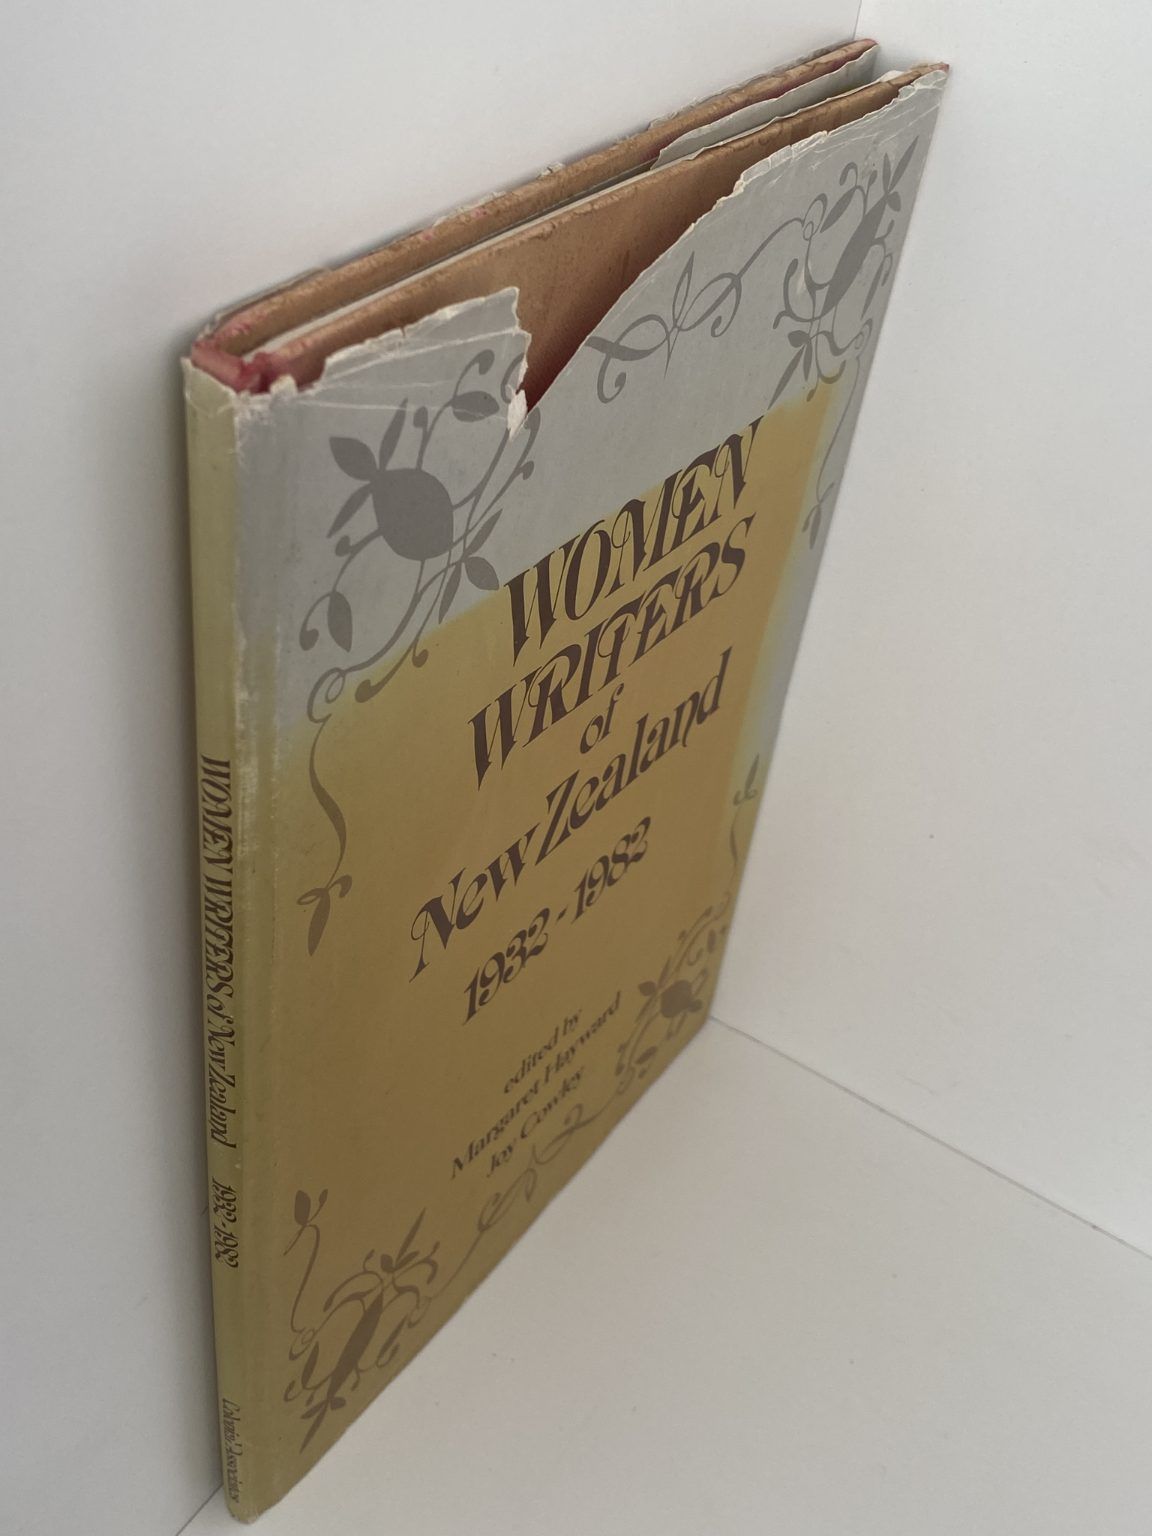 WOMEN
WRITERS
of
New Zealand
1932-1982
edited by
Margaret Hayward
Joy Cowley
WOMEN WRITERS of New Zealand 1932-1982